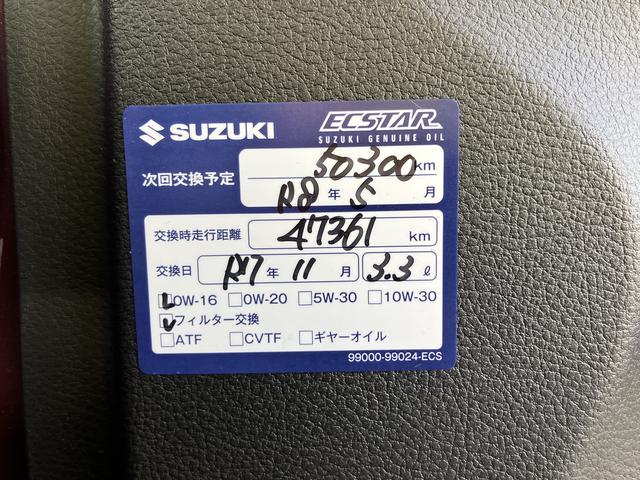 SUZUKI ECSTAR
SUZUKI GENUINE OIL
次回交換予定 50300 km
R8 年 5 月
交換時走行距離 47361 km
交換日 R7 年 11 月 3.3 ℓ
0W-16 0W-20 5W-30 10W-30
フィルター交換
ATF CVTF ギヤーオイル
99000-99024-ECS